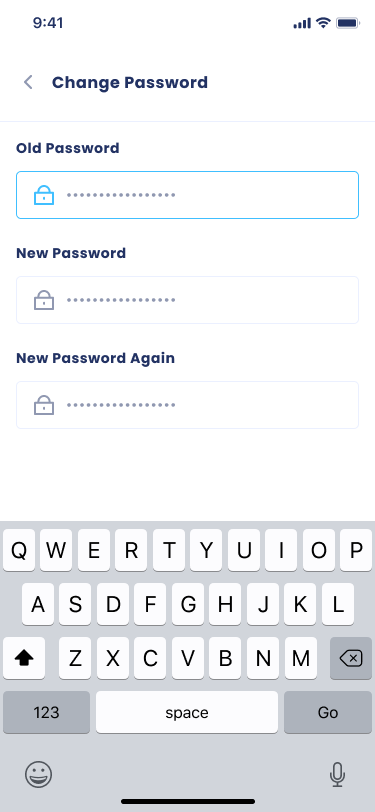 9:41
Change Password
Old Password
•••••••••••••••••
New Password
•••••••••••••••••
New Password Again
•••••••••••••••••
Q W E R T Y U I O P
A S D F G H J K L
Z X C V B N M
123 space Go